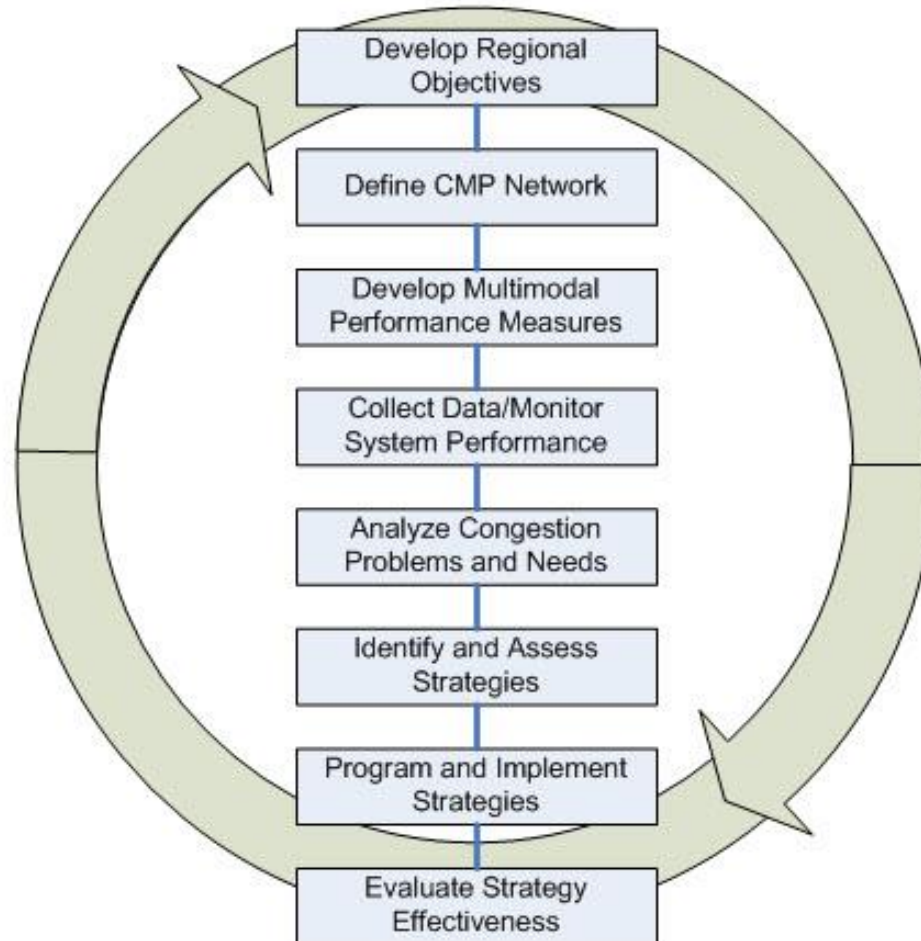 Develop Regional
Objectives
Define CMP Network
Develop Multimodal
Performance Measures
Collect Data/Monitor
System Performance
Analyze Congestion
Problems and Needs
Identify and Assess
Strategies
Program and Implement
Strategies
Evaluate Strategy
Effectiveness